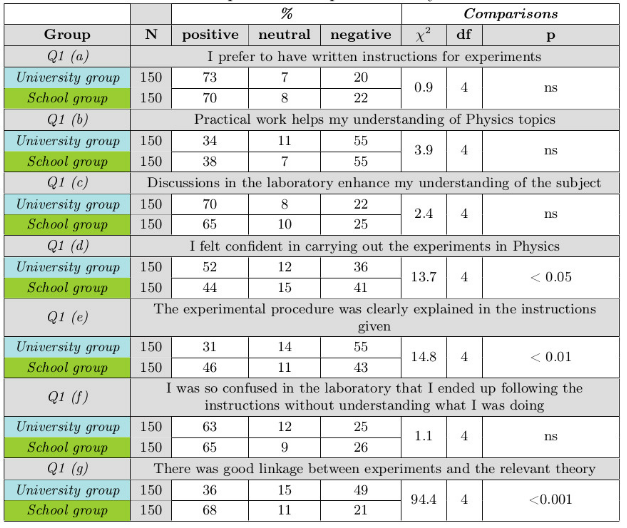 % Comparisons
Group N positive neutral negative χ² df p
Q1 (a) I prefer to have written instructions for experiments
University group 150 73 7 20 0.9 4 ns
School group 150 70 8 22
Q1 (b) Practical work helps my understanding of Physics topics
University group 150 34 11 55 3.9 4 ns
School group 150 38 7 55
Q1 (c) Discussions in the laboratory enhance my understanding of the subject
University group 150 70 8 22 2.4 4 ns
School group 150 65 10 25
Q1 (d) I felt confident in carrying out the experiments in Physics
University group 150 52 12 36 13.7 4 < 0.05
School group 150 44 15 41
Q1 (e) The experimental procedure was clearly explained in the instructions
given
University group 150 31 14 55 14.8 4 < 0.01
School group 150 46 11 43
Q1 (f) I was so confused in the laboratory that I ended up following the
instructions without understanding what I was doing
University group 150 63 12 25 1.1 4 ns
School group 150 65 9 26
Q1 (g) There was good linkage between experiments and the relevant theory
University group 150 36 15 49 94.4 4 <0.001
School group 150 68 11 21